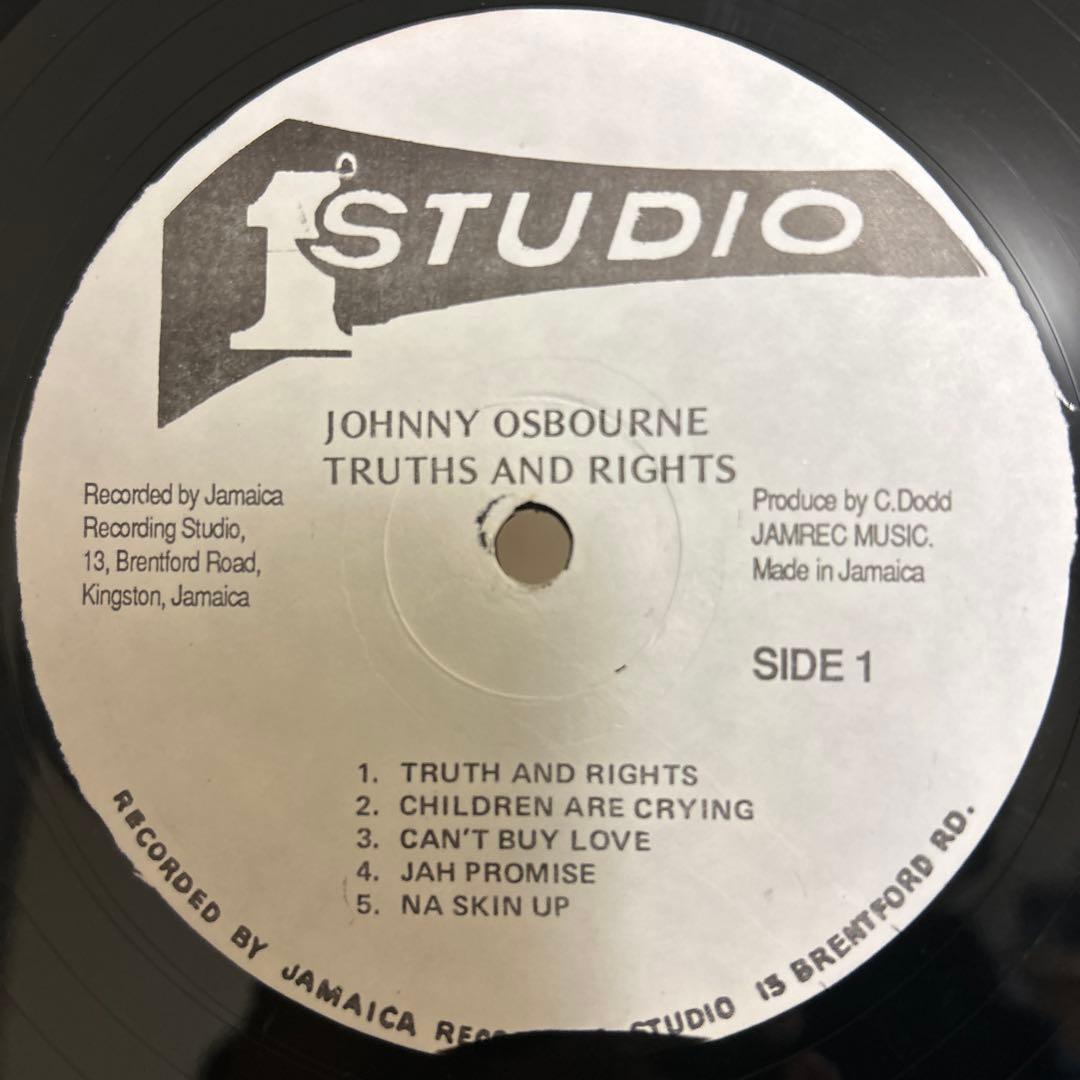 1 STUDIO
JOHNNY OSBOURNE
TRUTHS AND RIGHTS
Recorded by Jamaica
Recording Studio,
13, Brentford Road,
Kingston, Jamaica
Produce by C.Dodd
JAMREC MUSIC.
Made in Jamaica
SIDE 1
1. TRUTH AND RIGHTS
2. CHILDREN ARE CRYING
3. CAN'T BUY LOVE
4. JAH PROMISE
5. NA SKIN UP
RECORDED BY JAMAICA STUDIO 13 BRENTFORD RD.